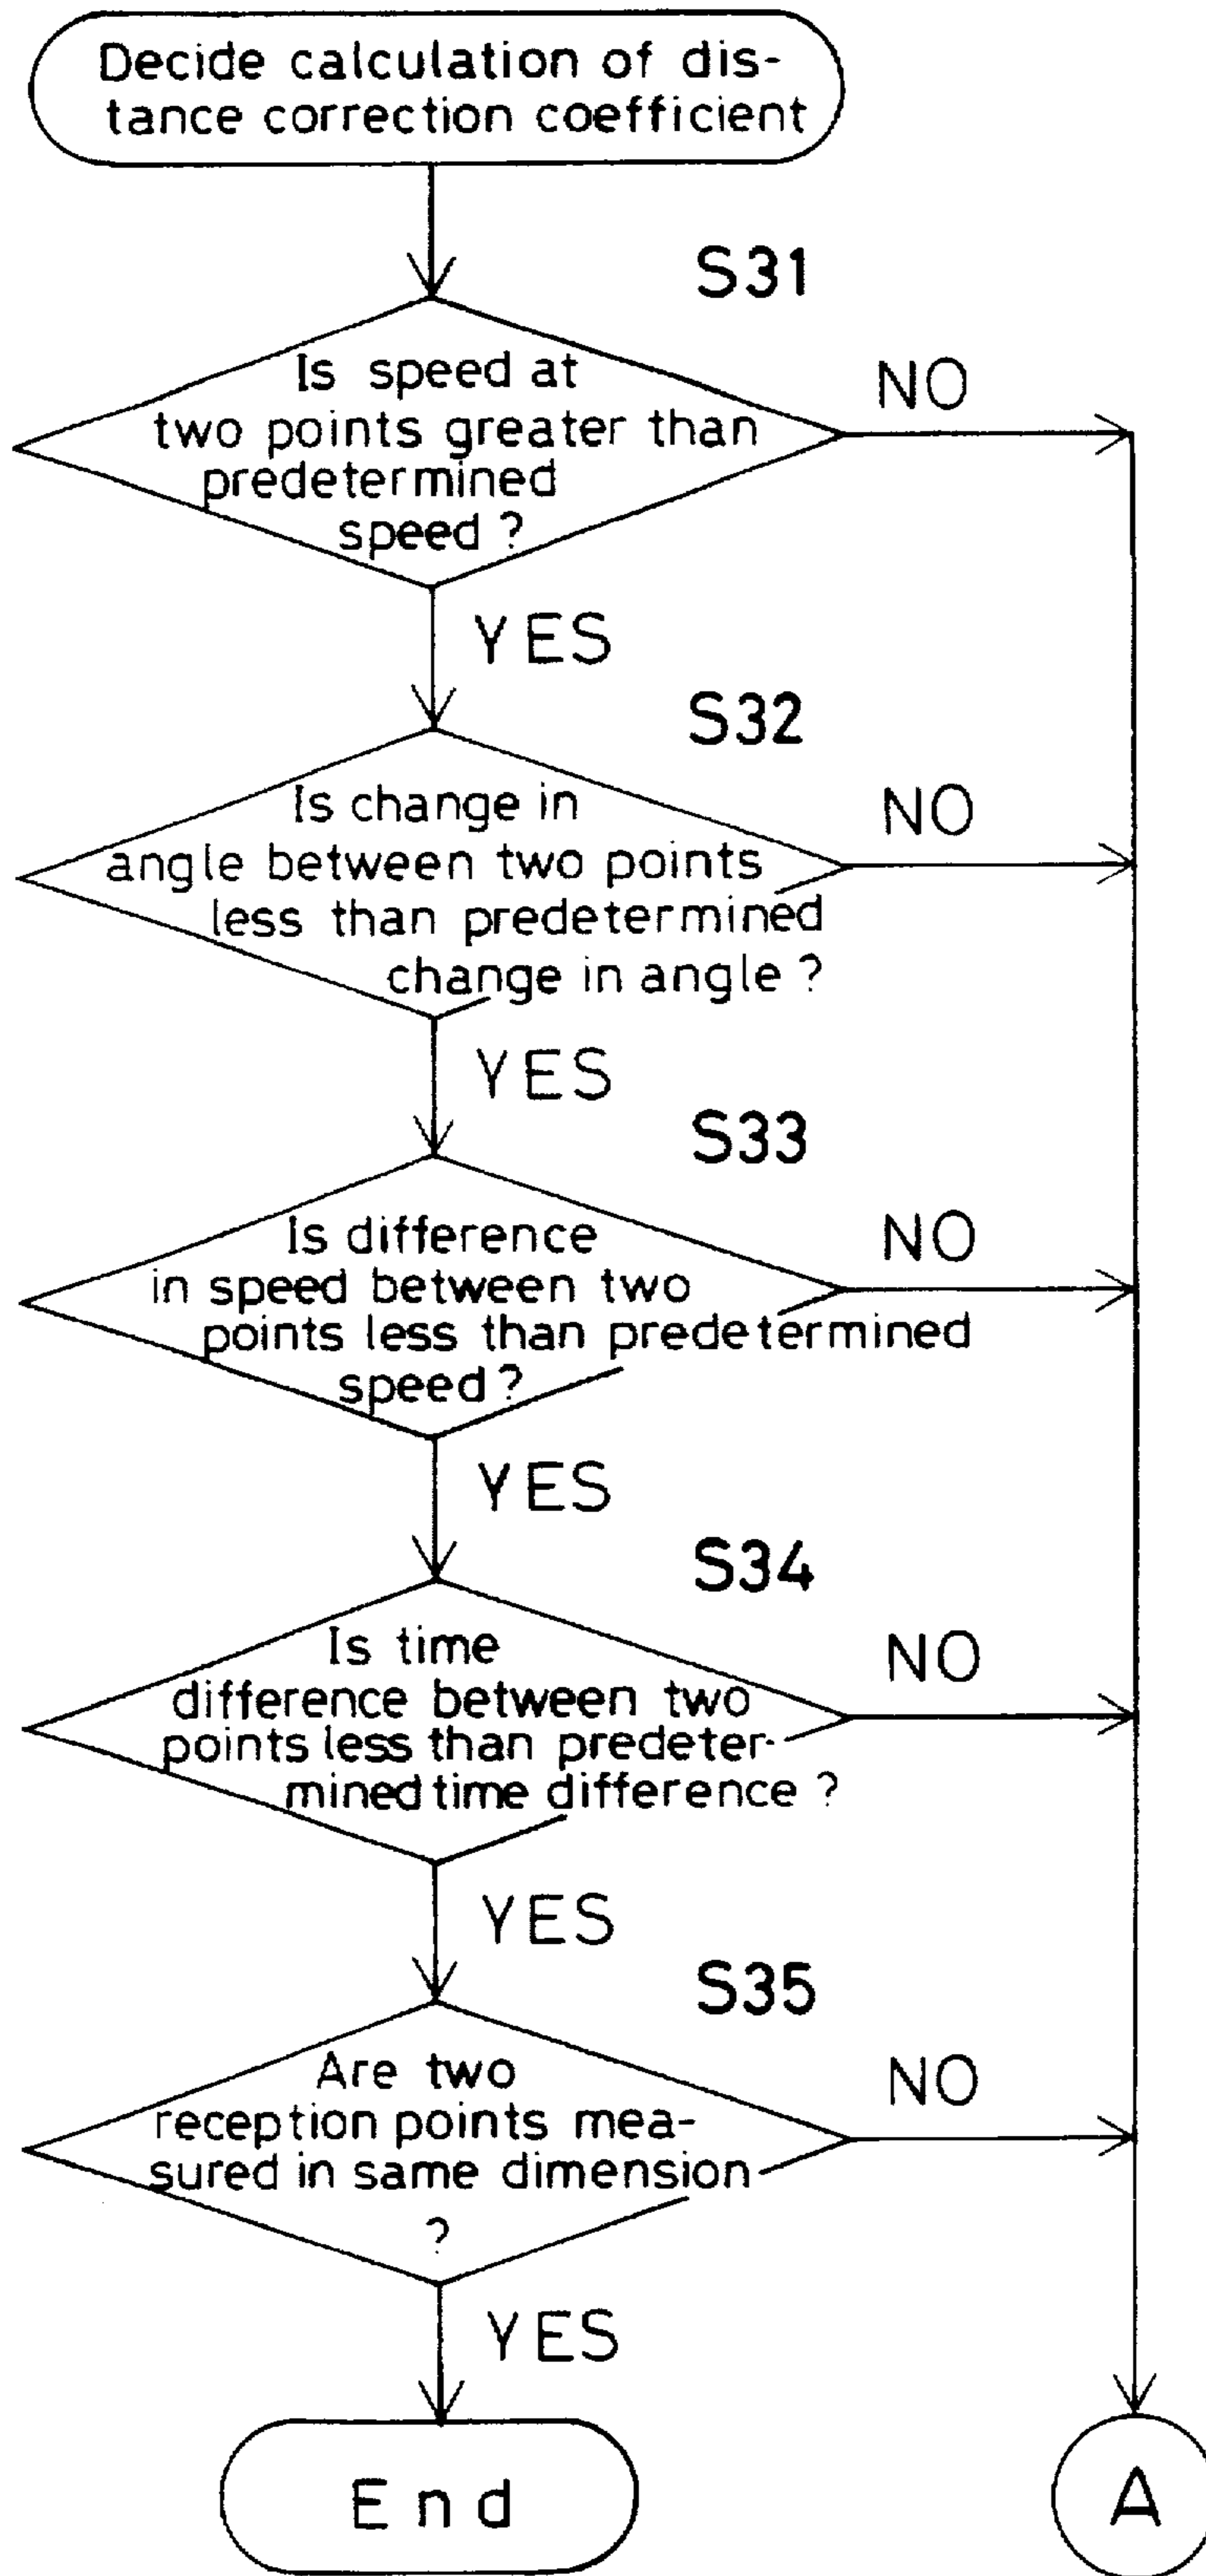 Decide calculation of dis-
tance correction coefficient
S31
Is speed at
two points greater than
predetermined
speed ?
NO
YES
S32
Is change in
angle between two points
less than predetermined
change in angle ?
NO
YES
S33
Is difference
in speed between two
points less than predetermined
speed ?
NO
YES
S34
Is time
difference between two
points less than predeter-
mined time difference ?
NO
YES
S35
Are two
reception points mea-
sured in same dimension
?
NO
YES
End
A